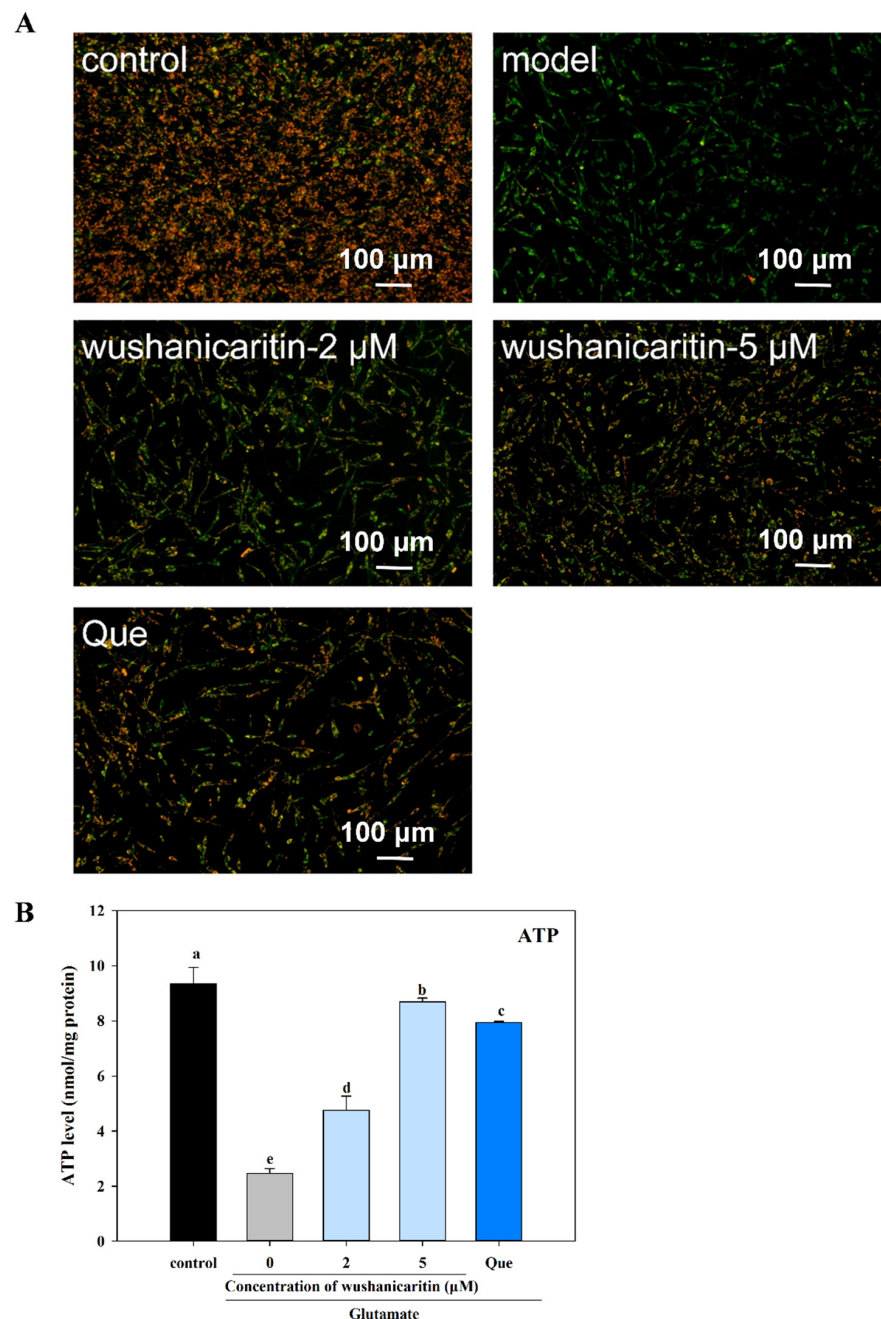 A
control
100 µm
model
100 µm
wushanicaritin-2 µM
100 µm
wushanicaritin-5 µM
100 µm
Que
100 µm
B
ATP
ATP level (nmol/mg protein)
12
10
8
6
4
2
0
a
e
d
b
c
control 0 2 5 Que
Concentration of wushanicaritin (µM)
Glutamate